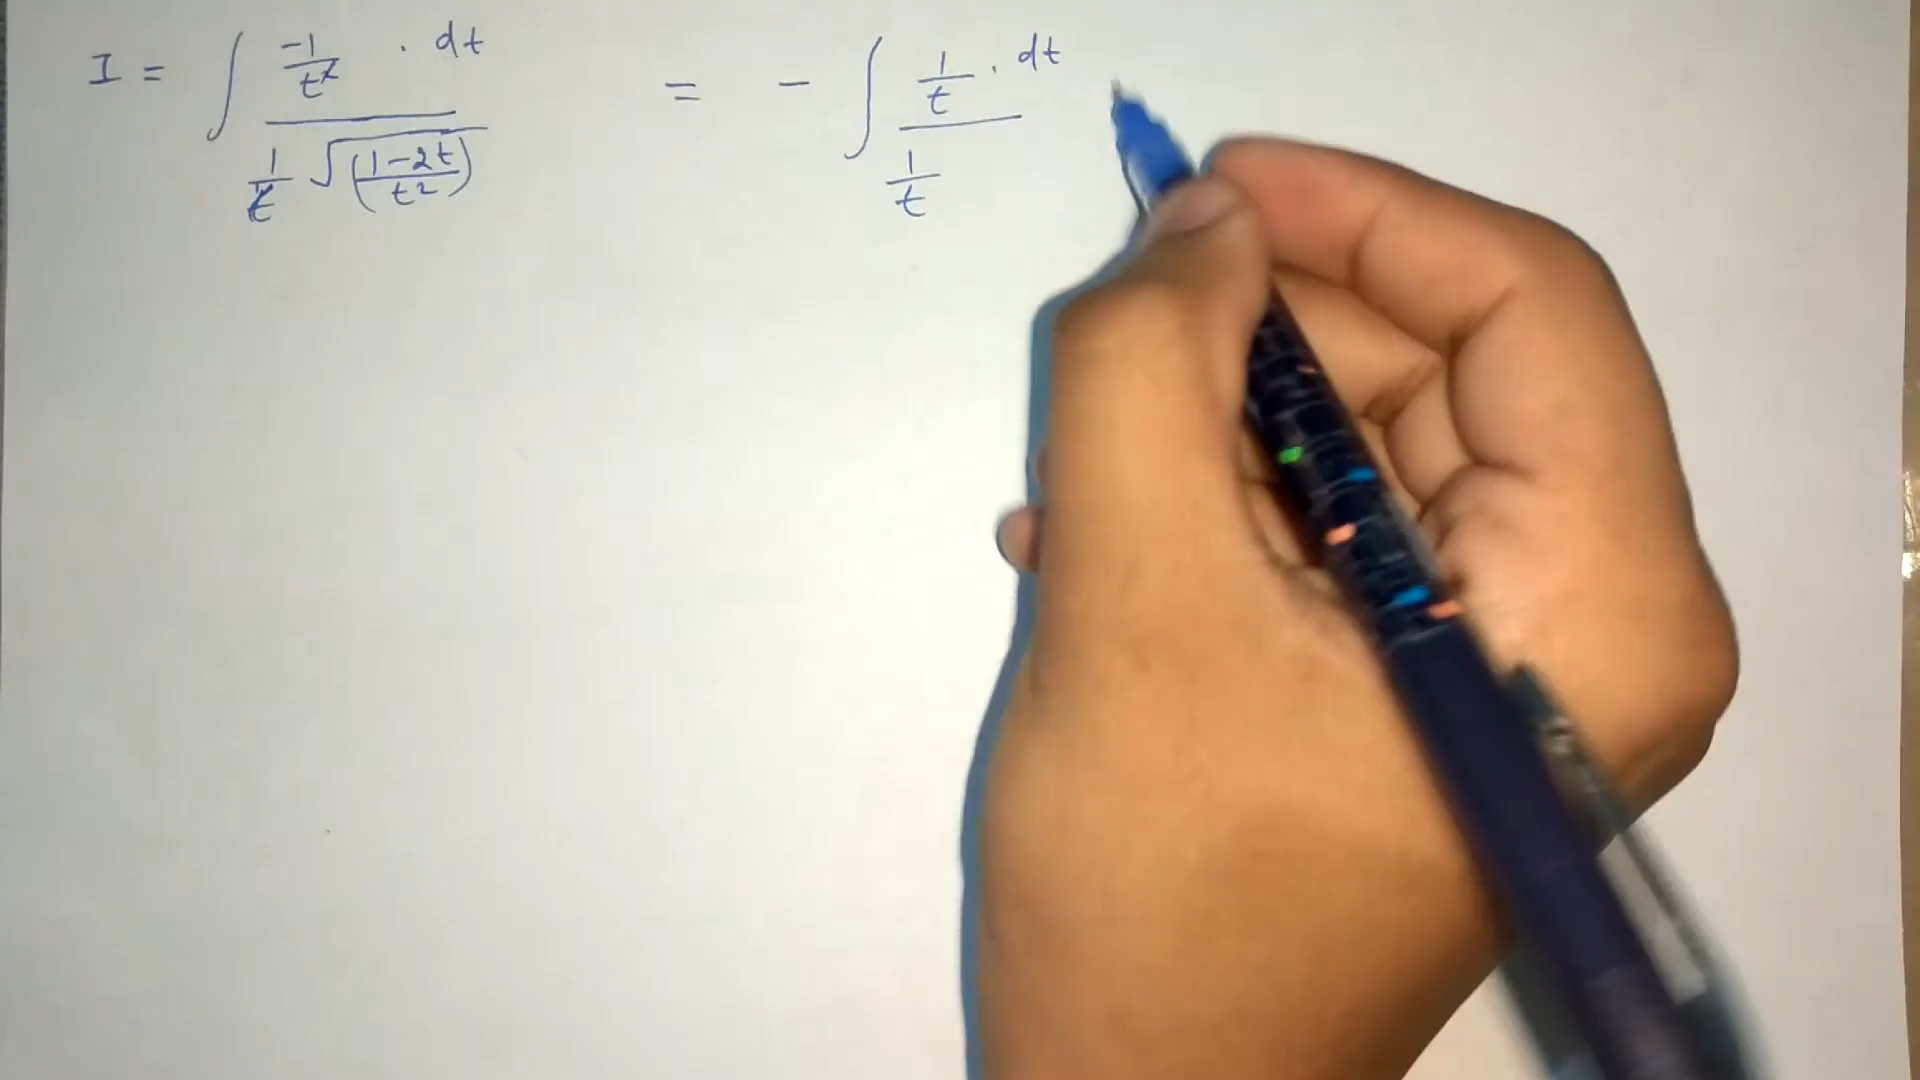 I = ∫ (-1/t²) . dt / ((1/t) √((1-2t)/t²)) = - ∫ (1/t) . dt / (1/t)